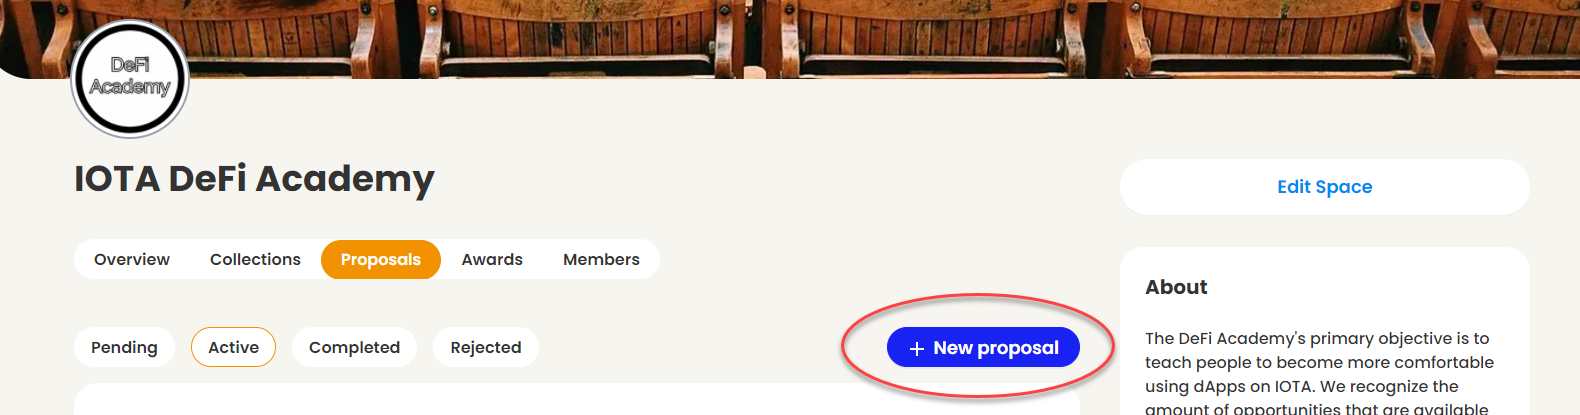 DeFi
Academy
IOTA DeFi Academy
Edit Space
Overview Collections Proposals Awards Members
Pending Active Completed Rejected
+ New proposal
About
The DeFi Academy's primary objective is to
teach people to become more comfortable
using dApps on IOTA. We recognize the
amount of opportunities that are available